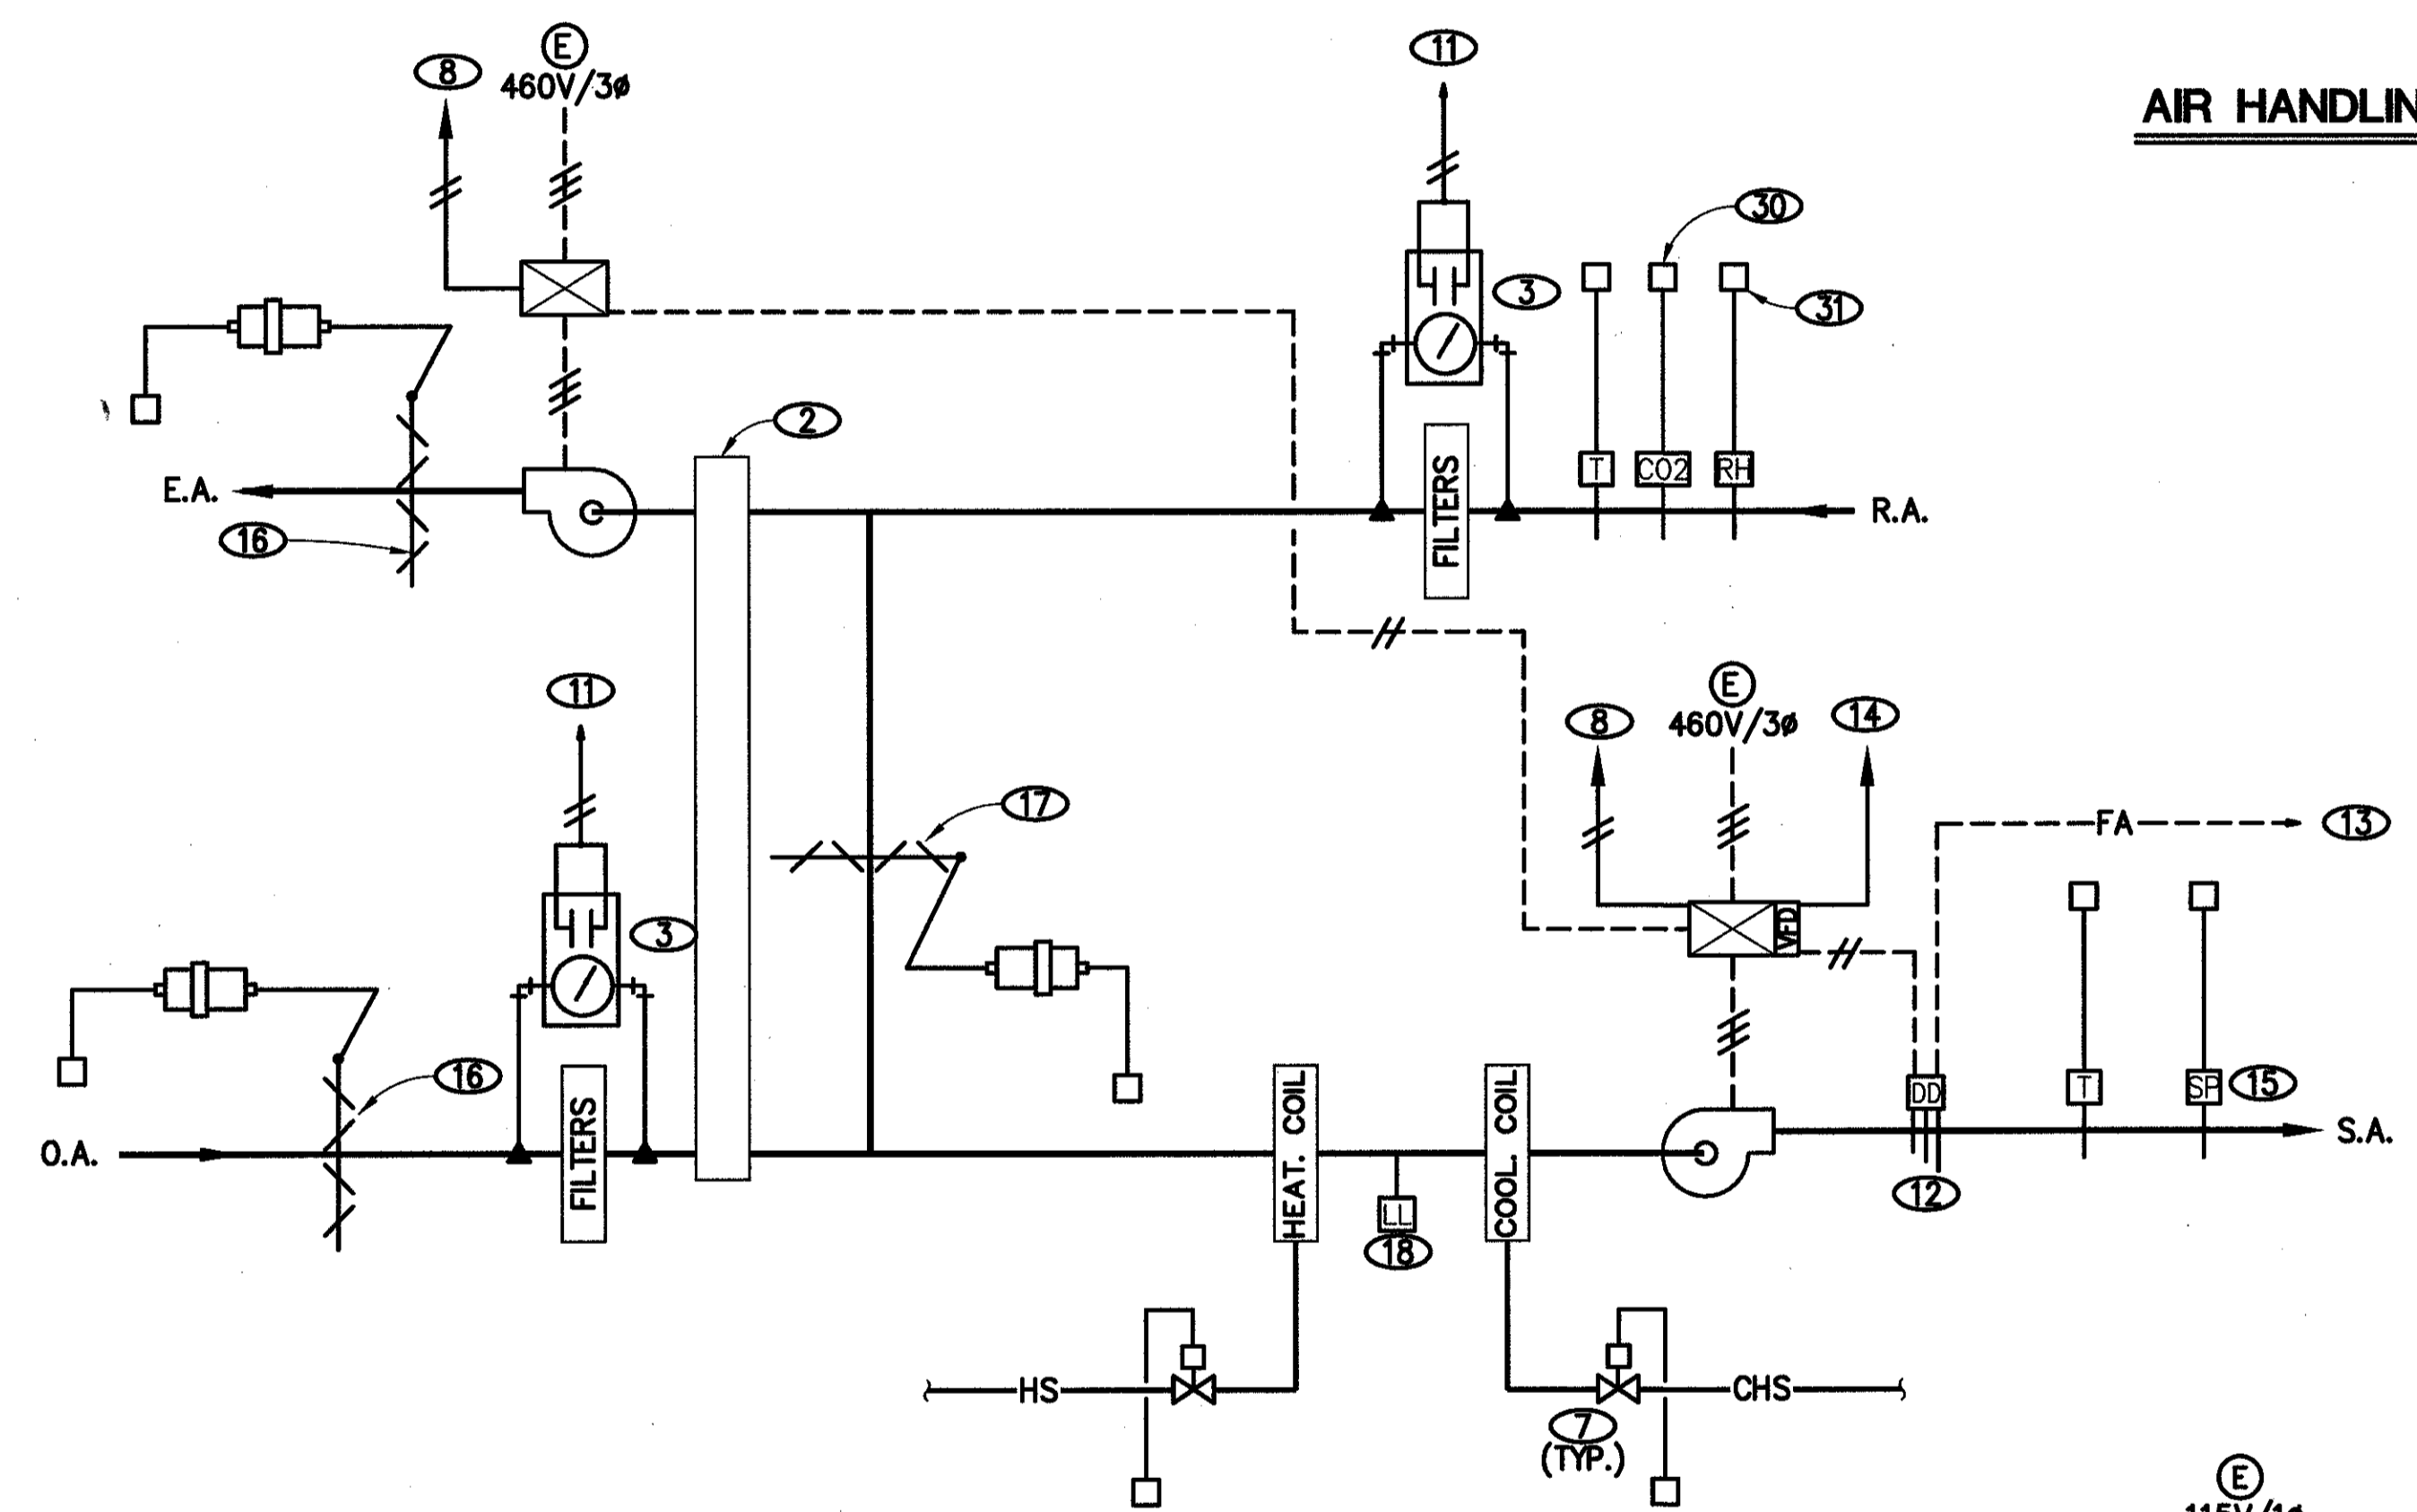 AIR HANDLIN
8
E
460V/3ø
11
30
3
31
2
T
CO2
RH
FILTERS
E.A.
R.A.
16
11
E
460V/3ø
8
14
17
FA
13
3
VFD
16
DD
T
SP
15
O.A.
FILTERS
HEAT. COIL
COOL. COIL
S.A.
12
LL
18
HS
CHS
7
(TYP.)
E
115V/1ø